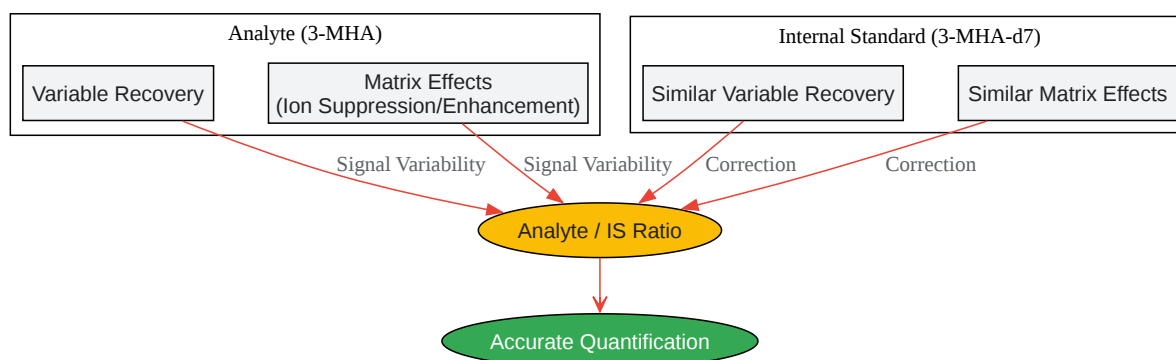 Analyte (3-MHA)
Internal Standard (3-MHA-d7)
Variable Recovery
Matrix Effects
(Ion Suppression/Enhancement)
Similar Variable Recovery
Similar Matrix Effects
Signal Variability
Signal Variability
Correction
Correction
Analyte / IS Ratio
Accurate Quantification